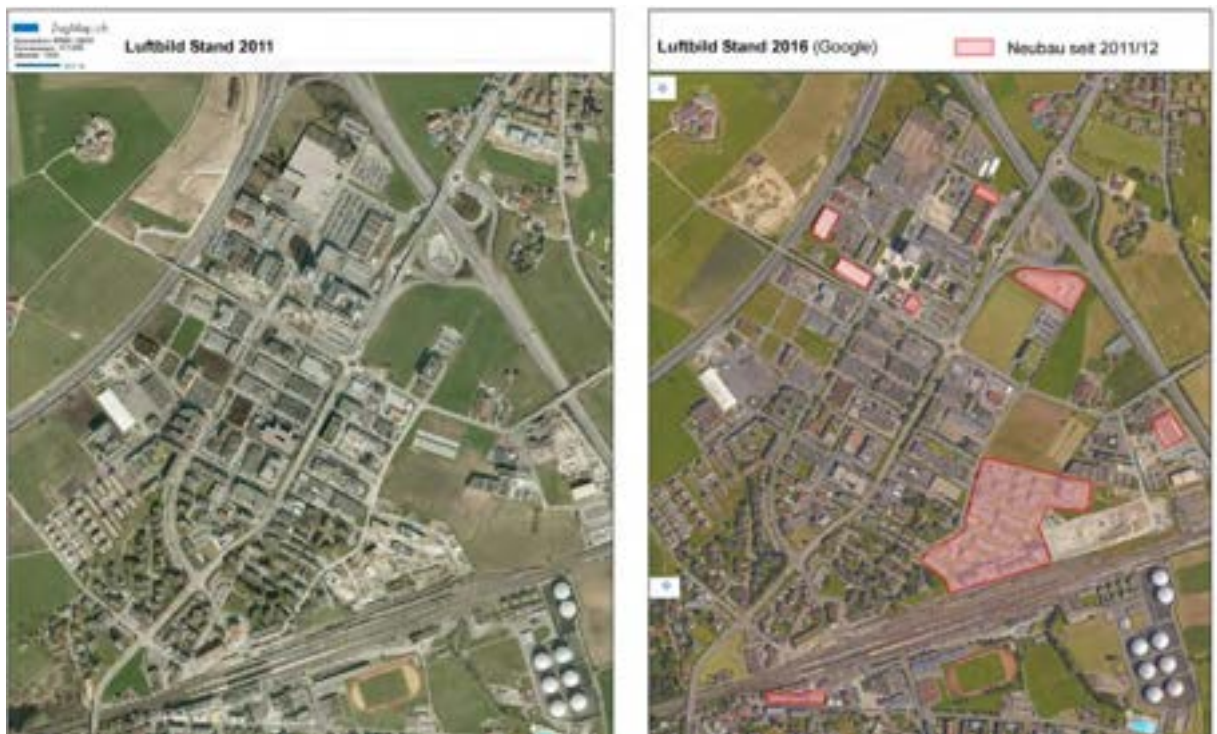 ZugMap.ch
Luftbild Stand 2011
Luftbild Stand 2016 (Google)
Neubau seit 2011/12